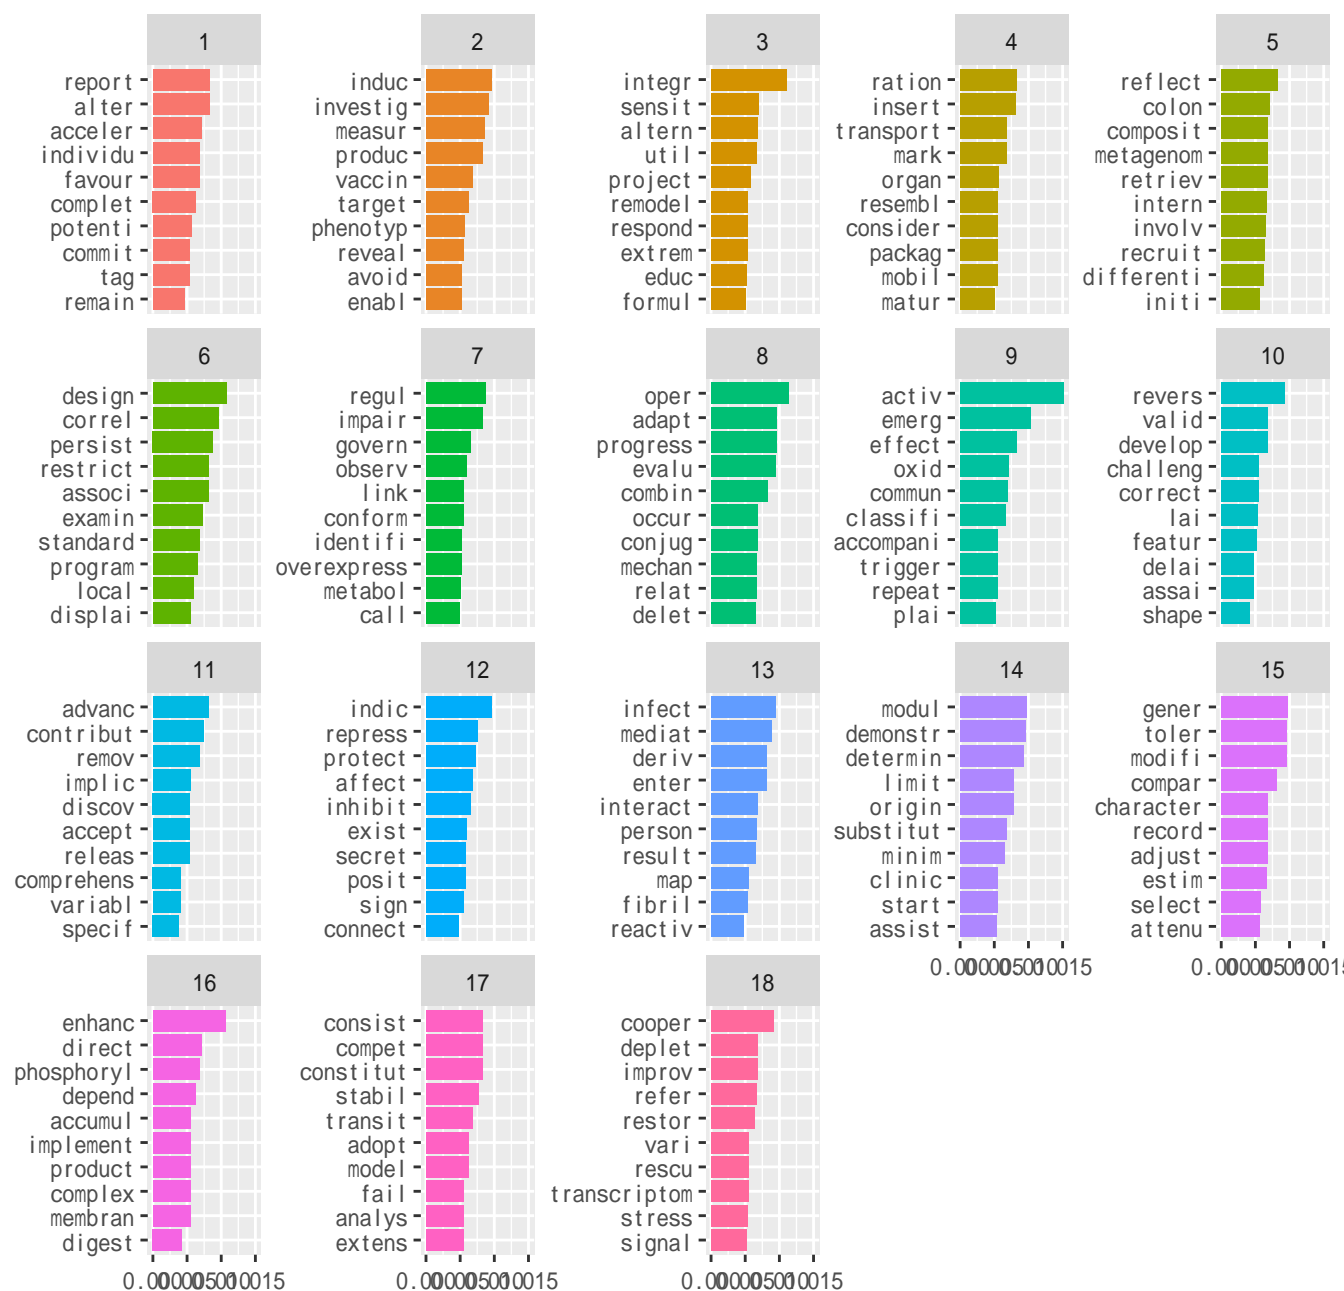 1
report
alter
acceler
individu
favour
complet
potenti
commit
tag
remain
2
induc
investig
measur
produc
vaccin
target
phenotyp
reveal
avoid
enabl
3
integr
sensit
altern
util
project
remodel
respond
extrem
educ
formul
4
ration
insert
transport
mark
organ
resembl
consider
packag
mobil
matur
5
reflect
colon
composit
metagenom
retriev
intern
involv
recruit
differenti
initi
6
design
correl
persist
restrict
associ
examin
standard
program
local
displai
7
regul
impair
govern
observ
link
conform
identifi
overexpress
metabol
call
8
oper
adapt
progress
evalu
combin
occur
conjug
mechan
relat
delet
9
activ
emerg
effect
oxid
commun
classifi
accompani
trigger
repeat
plai
10
revers
valid
develop
challeng
correct
lai
featur
delai
assai
shape
11
advanc
contribut
remov
implic
discov
accept
releas
comprehens
variabl
specif
12
indic
repress
protect
affect
inhibit
exist
secret
posit
sign
connect
13
infect
mediat
deriv
enter
interact
person
result
map
fibril
reactiv
14
modul
demonstr
determin
limit
origin
substitut
minim
clinic
start
assist
15
gener
toler
modifi
compar
character
record
adjust
estim
select
attenu
16
enhanc
direct
phosphoryl
depend
accumul
implement
product
complex
membran
digest
17
consist
compet
constitut
stabil
transit
adopt
model
fail
analys
extens
18
cooper
deplet
improv
refer
restor
vari
rescu
transcriptom
stress
signal